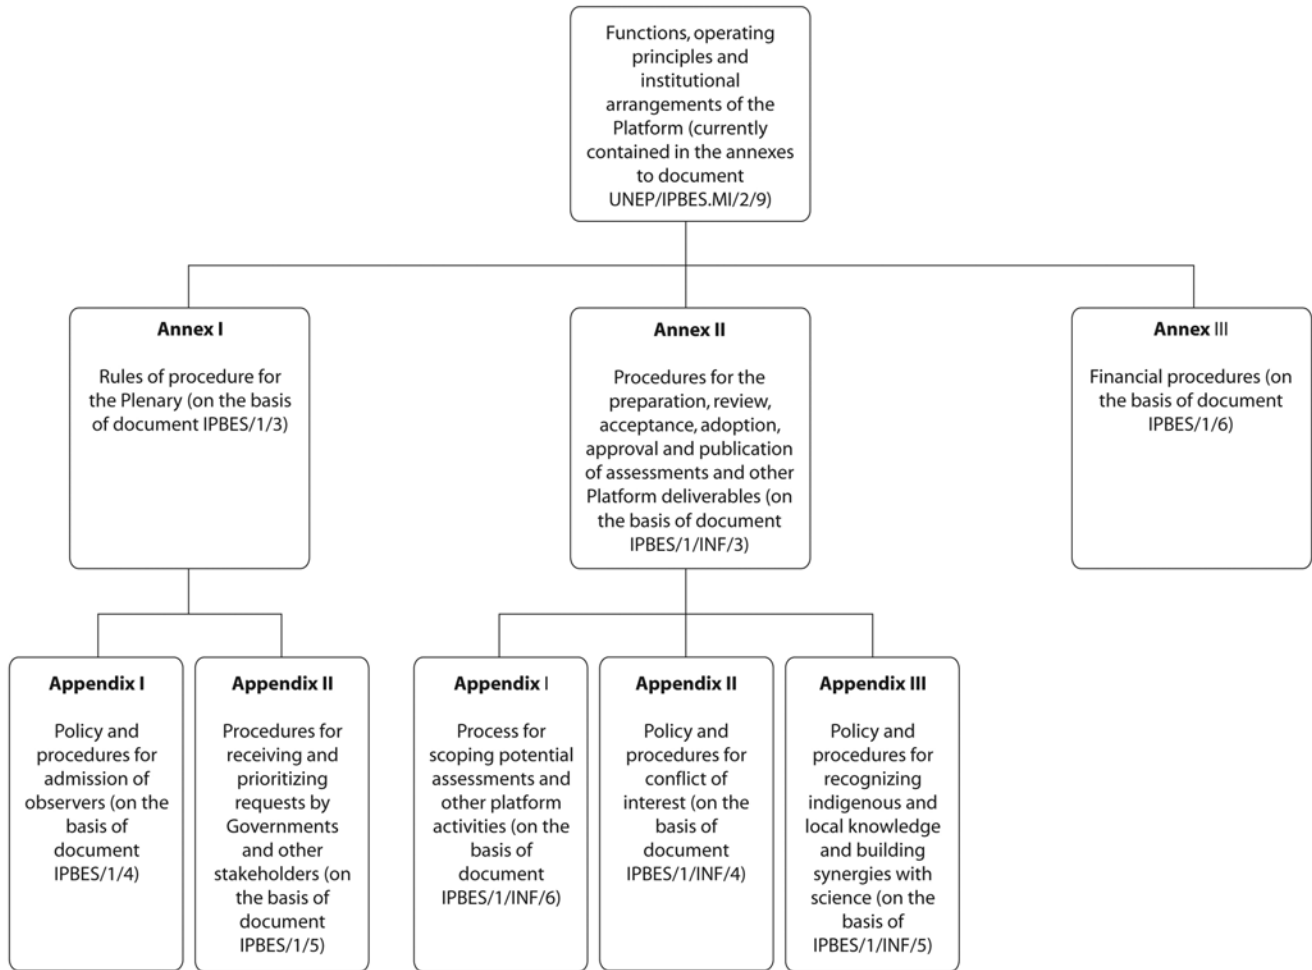 Functions, operating
principles and
institutional
arrangements of the
Platform (currently
contained in the annexes
to document
UNEP/IPBES.MI/2/9)
Annex I
Rules of procedure for
the Plenary (on the basis
of document IPBES/1/3)
Annex II
Procedures for the
preparation, review,
acceptance, adoption,
approval and publication
of assessments and other
Platform deliverables (on
the basis of document
IPBES/1/INF/3)
Annex III
Financial procedures (on
the basis of document
IPBES/1/6)
Appendix I
Policy and
procedures for
admission of
observers (on the
basis of
document
IPBES/1/4)
Appendix II
Procedures for
receiving and
prioritizing
requests by
Governments
and other
stakeholders (on
the basis of
document
IPBES/1/5)
Appendix I
Process for
scoping potential
assessments and
other platform
activities (on the
basis of
document
IPBES/1/INF/6)
Appendix II
Policy and
procedures for
conflict of
interest (on the
basis of
document
IPBES/1/INF/4)
Appendix III
Policy and
procedures for
recognizing
indigenous and
local knowledge
and building
synergies with
science (on the
basis of
IPBES/1/INF/5)